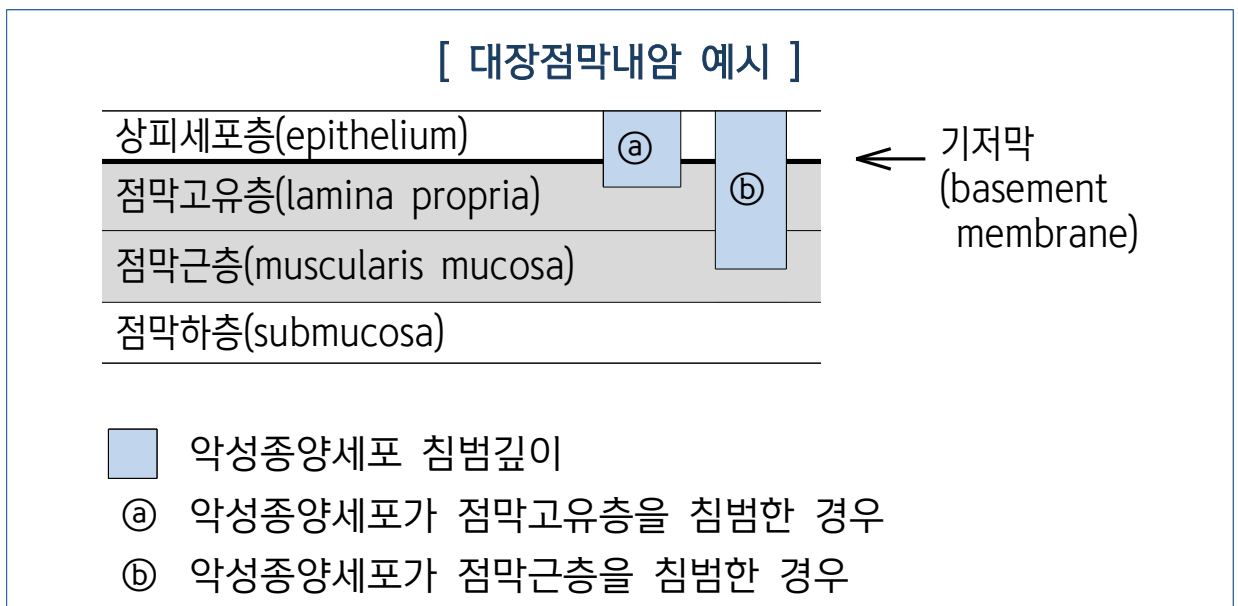 [ 대장점막내암 예시 ]
상피세포층(epithelium)
ⓐ
기저막
(basement
membrane)
점막고유층(lamina propria)
ⓑ
점막근층(muscularis mucosa)
점막하층(submucosa)
악성종양세포 침범깊이
ⓐ 악성종양세포가 점막고유층을 침범한 경우
ⓑ 악성종양세포가 점막근층을 침범한 경우